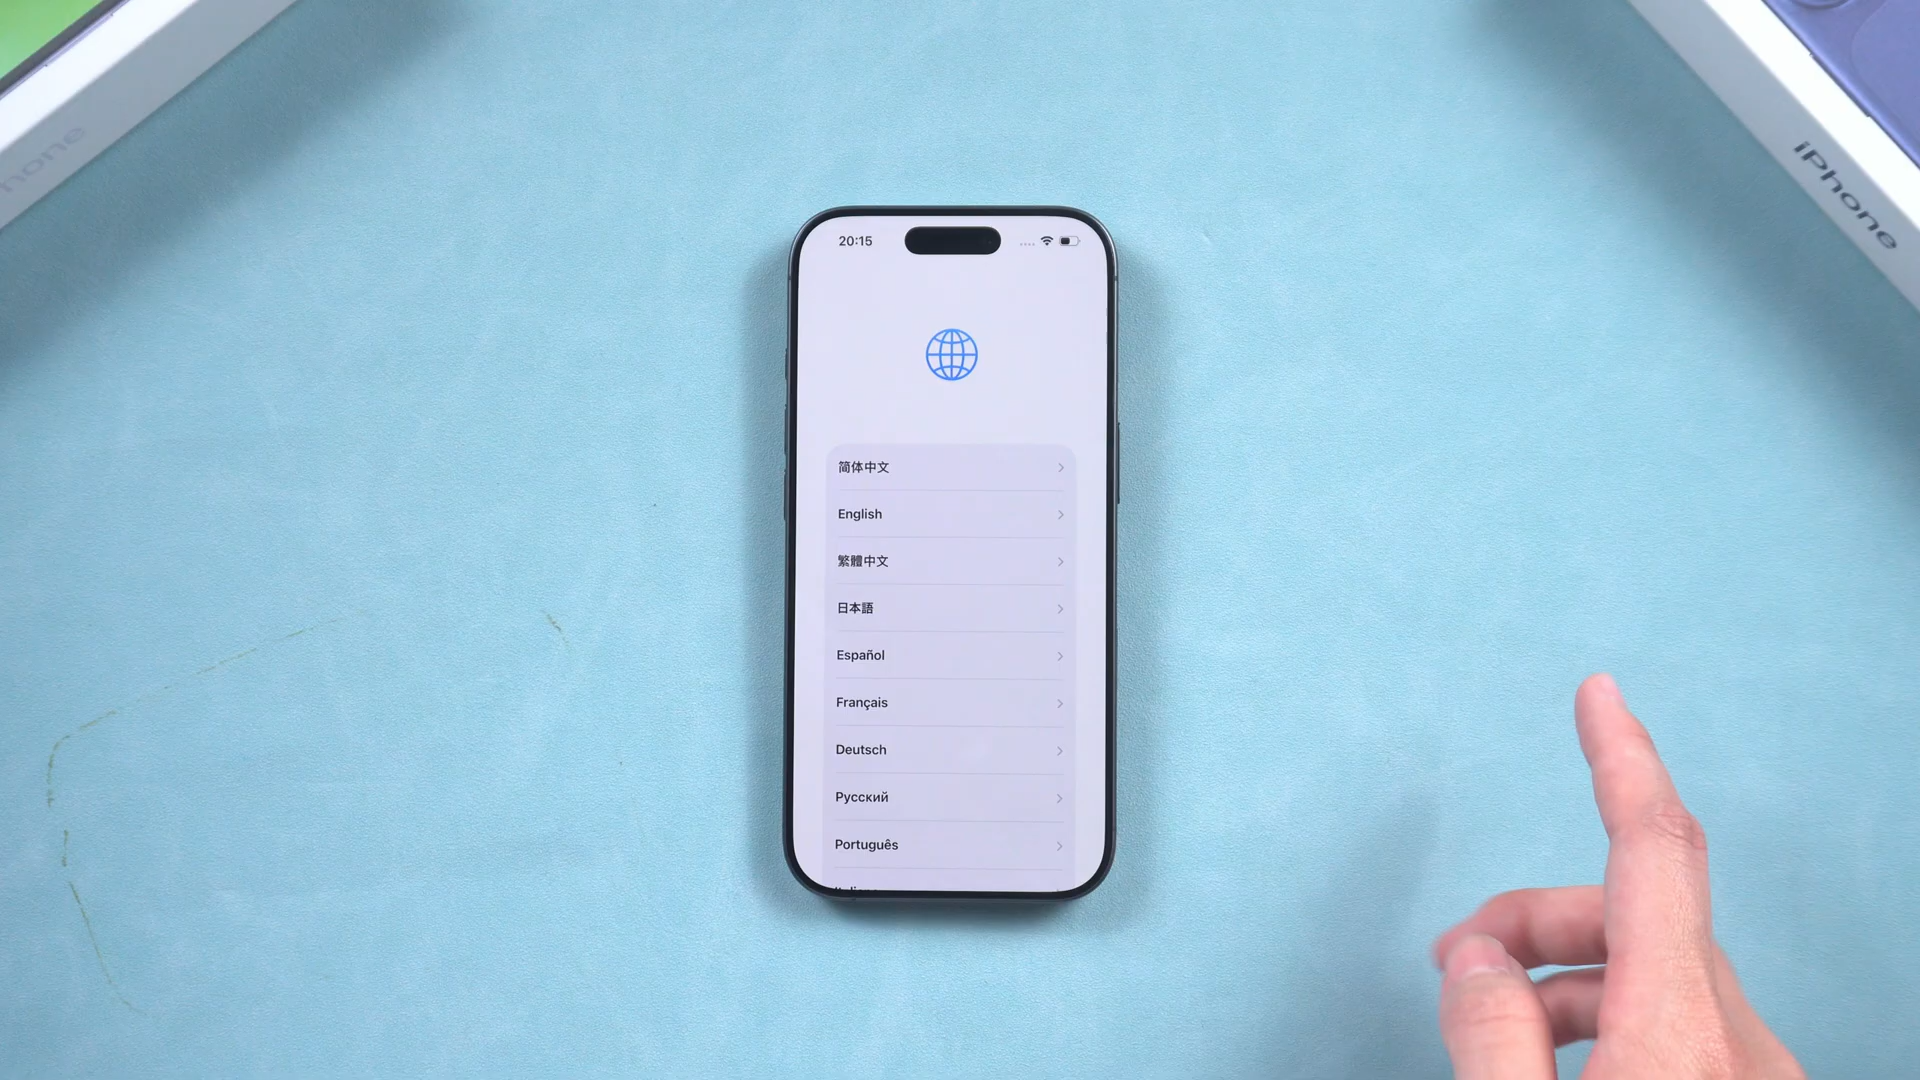 iPhone
20:15
简体中文
English
繁體中文
日本語
Español
Français
Deutsch
Русский
Português